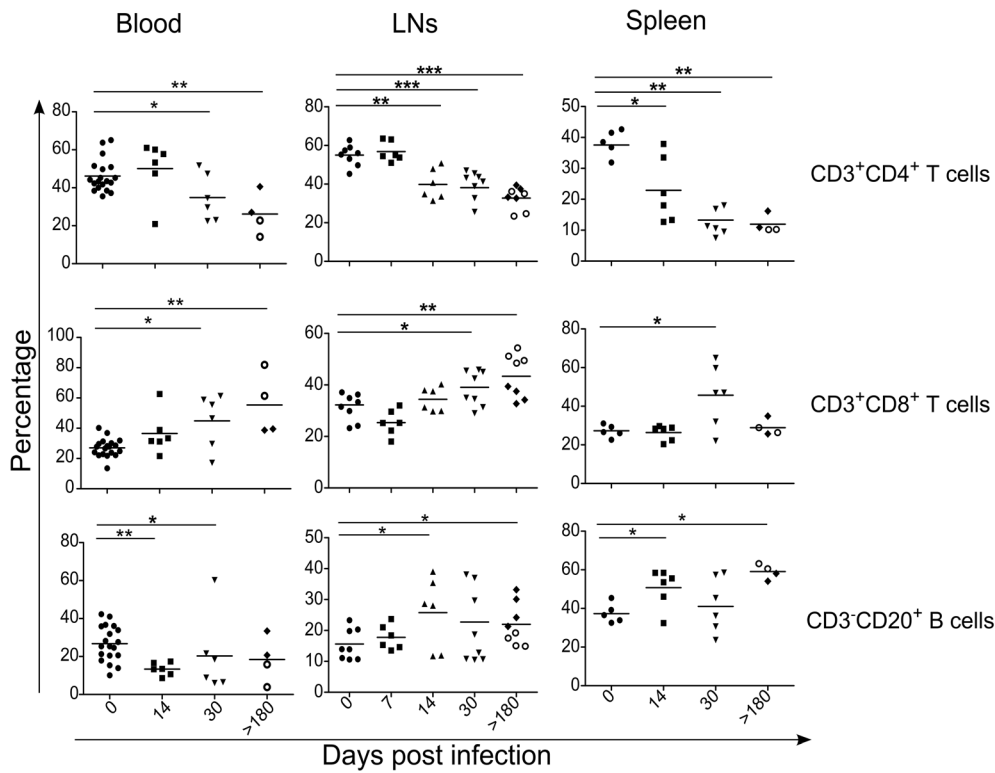 Blood LNs Spleen
** *** **
* *** **
** *
80 80 50
60 60 40
40 40 30
20 20 20
0 0 10
0
CD3+CD4+ T cells
** ** *
* *
100 60 80
80 40 60
60 20 40
40 0 20
20 0
0
CD3+CD8+ T cells
* * *
** * *
80 50 80
60 40 60
40 30 40
20 20 20
0 10 0
0
CD3-CD20+ B cells
0 14 30 >180 0 7 14 30 >180 0 14 30 >180
Percentage
Days post infection